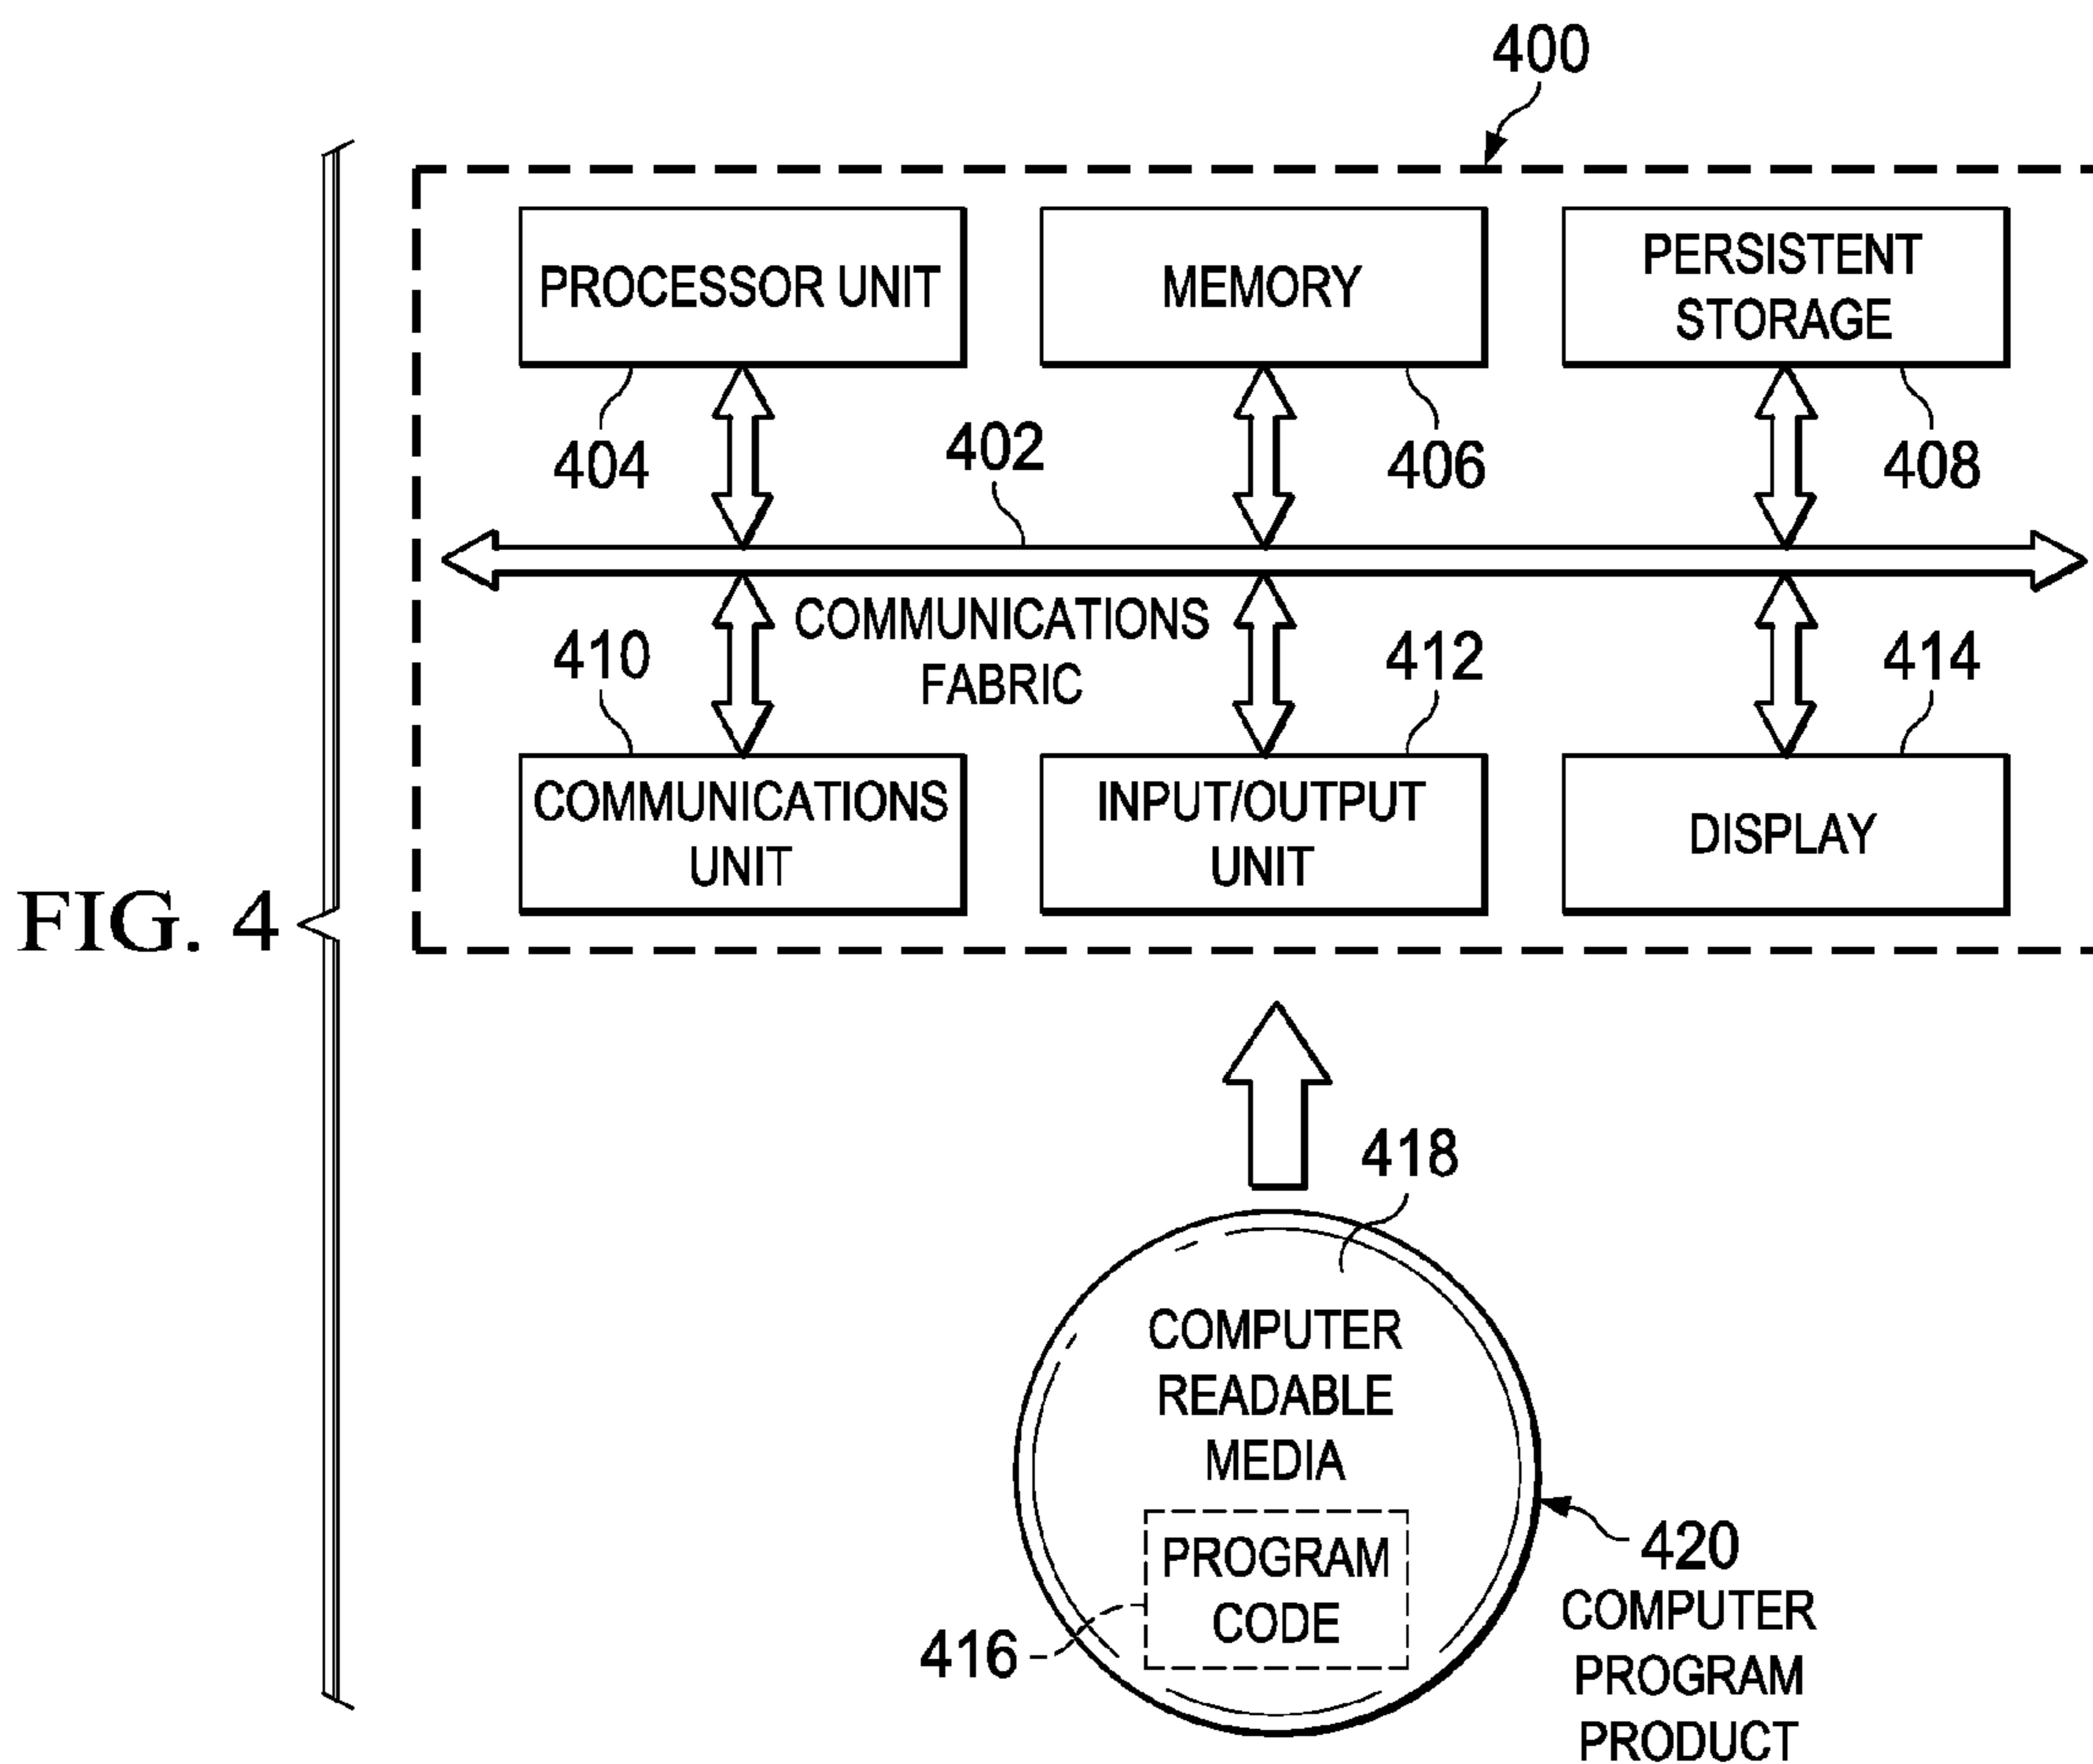 400
PROCESSOR UNIT
MEMORY
PERSISTENT
STORAGE
404
402
406
408
COMMUNICATIONS
FABRIC
410
412
414
COMMUNICATIONS
UNIT
INPUT/OUTPUT
UNIT
DISPLAY
FIG. 4
418
COMPUTER
READABLE
MEDIA
PROGRAM
CODE
416
420
COMPUTER
PROGRAM
PRODUCT